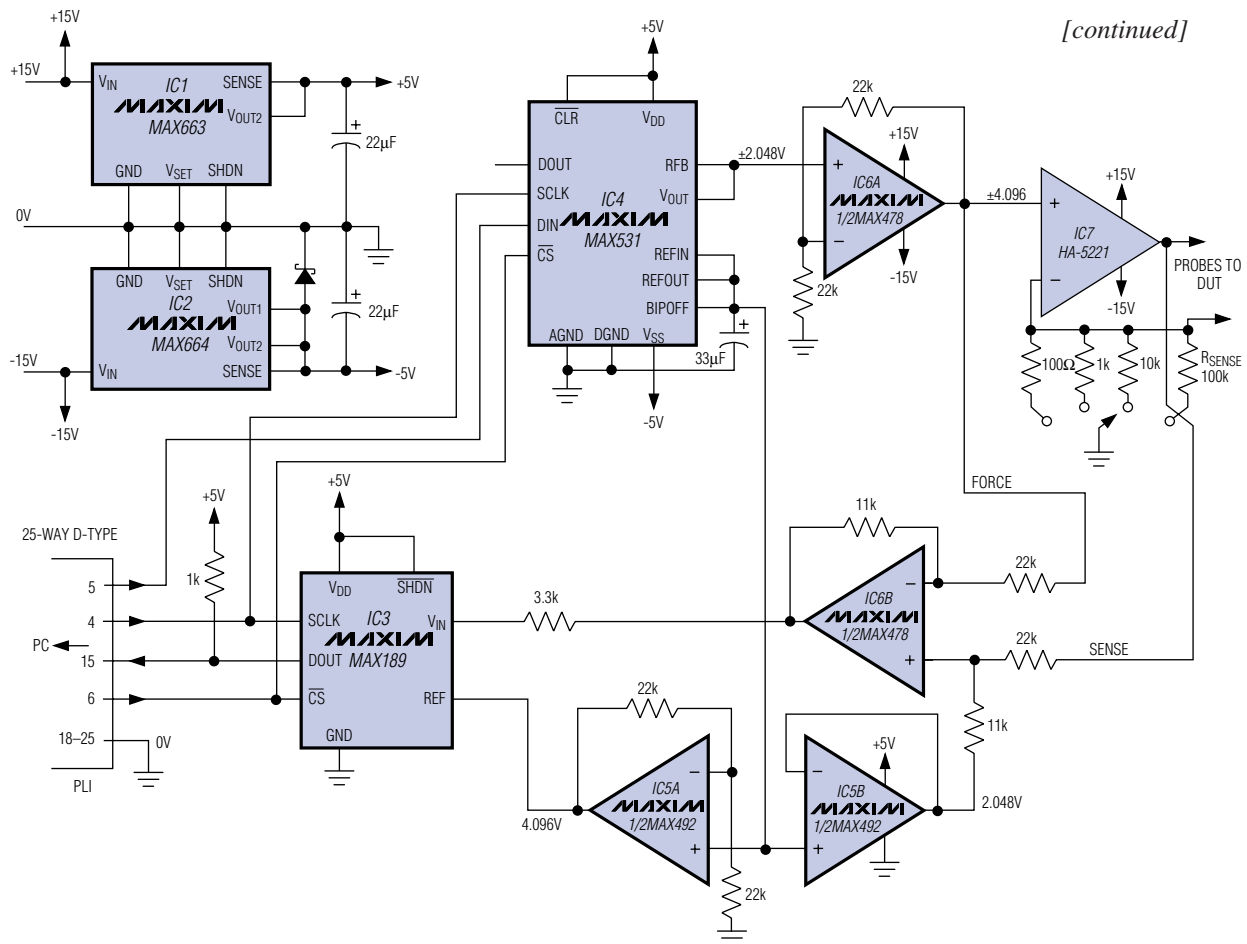 [continued]
+15V
+15V
VIN
IC1
MAXIM
MAX663
SENSE
VOUT2
GND
VSET
SHDN
+5V
+
22µF
0V
GND
VSET
SHDN
IC2
MAXIM
MAX664
VOUT1
VOUT2
SENSE
VIN
-15V
-15V
+
22µF
-5V
+5V
CLR
VDD
DOUT
SCLK
DIN
CS
IC4
MAXIM
MAX531
RFB
VOUT
REFIN
REFOUT
BIPOFF
AGND
DGND
VSS
+
33µF
-5V
±2.048V
22k
+15V
+
IC6A
MAXIM
1/2MAX478
−
-15V
22k
±4.096
+15V
+
IC7
HA-5221
−
-15V
PROBES TO
DUT
100Ω
1k
10k
RSENSE
100k
FORCE
11k
22k
−
IC6B
MAXIM
1/2MAX478
+
22k
SENSE
11k
2.048V
3.3k
25-WAY D-TYPE
+5V
1k
5
4
PC
15
6
18–25
0V
PLI
+5V
VDD
SHDN
SCLK
IC3
MAXIM
MAX189
VIN
DOUT
CS
REF
GND
22k
−
IC5A
MAXIM
1/2MAX492
+
4.096V
22k
+5V
−
IC5B
MAXIM
1/2MAX492
+